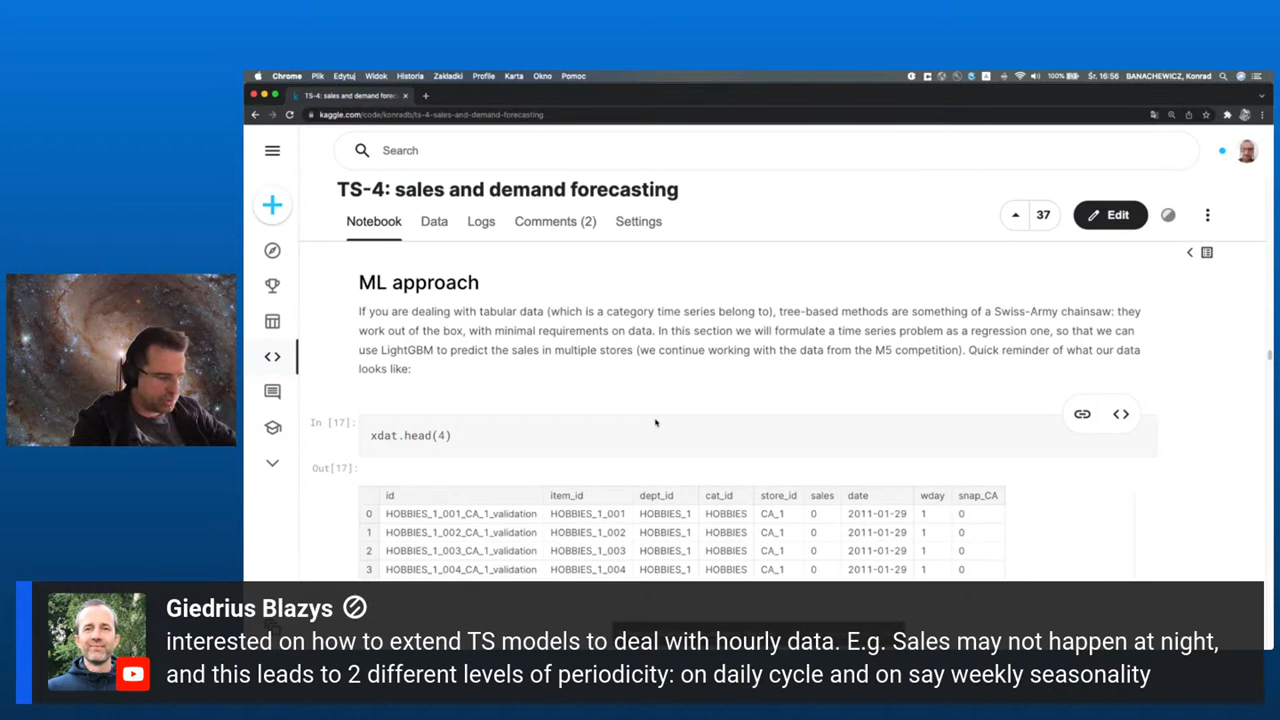 Chrome Plik Edytuj Widok Historia Zakładki Profile Karta Okno Pomoc
100% Śr. 16:56 BANACHEWICZ, Konrad
TS-4: sales and demand forec
kaggle.com/code/konradb/ts-4-sales-and-demand-forecasting
Search
TS-4: sales and demand forecasting
Notebook Data Logs Comments (2) Settings
37 Edit
ML approach
If you are dealing with tabular data (which is a category time series belong to), tree-based methods are something of a Swiss-Army chainsaw: they
work out of the box, with minimal requirements on data. In this section we will formulate a time series problem as a regression one, so that we can
use LightGBM to predict the sales in multiple stores (we continue working with the data from the M5 competition). Quick reminder of what our data
looks like:
In [17]:
xdat.head(4)
Out[17]:
id item_id dept_id cat_id store_id sales date wday snap_CA
0 HOBBIES_1_001_CA_1_validation HOBBIES_1_001 HOBBIES_1 HOBBIES CA_1 0 2011-01-29 1 0
1 HOBBIES_1_002_CA_1_validation HOBBIES_1_002 HOBBIES_1 HOBBIES CA_1 0 2011-01-29 1 0
2 HOBBIES_1_003_CA_1_validation HOBBIES_1_003 HOBBIES_1 HOBBIES CA_1 0 2011-01-29 1 0
3 HOBBIES_1_004_CA_1_validation HOBBIES_1_004 HOBBIES_1 HOBBIES CA_1 0 2011-01-29 1 0
Giedrius Blazys
interested on how to extend TS models to deal with hourly data. E.g. Sales may not happen at night,
and this leads to 2 different levels of periodicity: on daily cycle and on say weekly seasonality